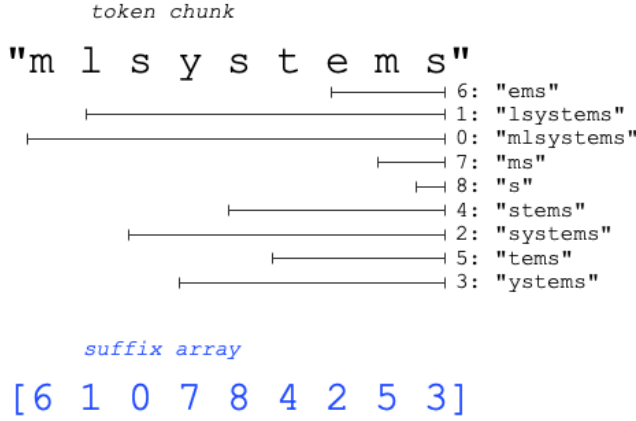 token chunk
"m l s y s t e m s"
6: "ems"
1: "lsystems"
0: "mlsystems"
7: "ms"
8: "s"
4: "stems"
2: "systems"
5: "tems"
3: "ystems"
suffix array
[6 1 0 7 8 4 2 5 3]